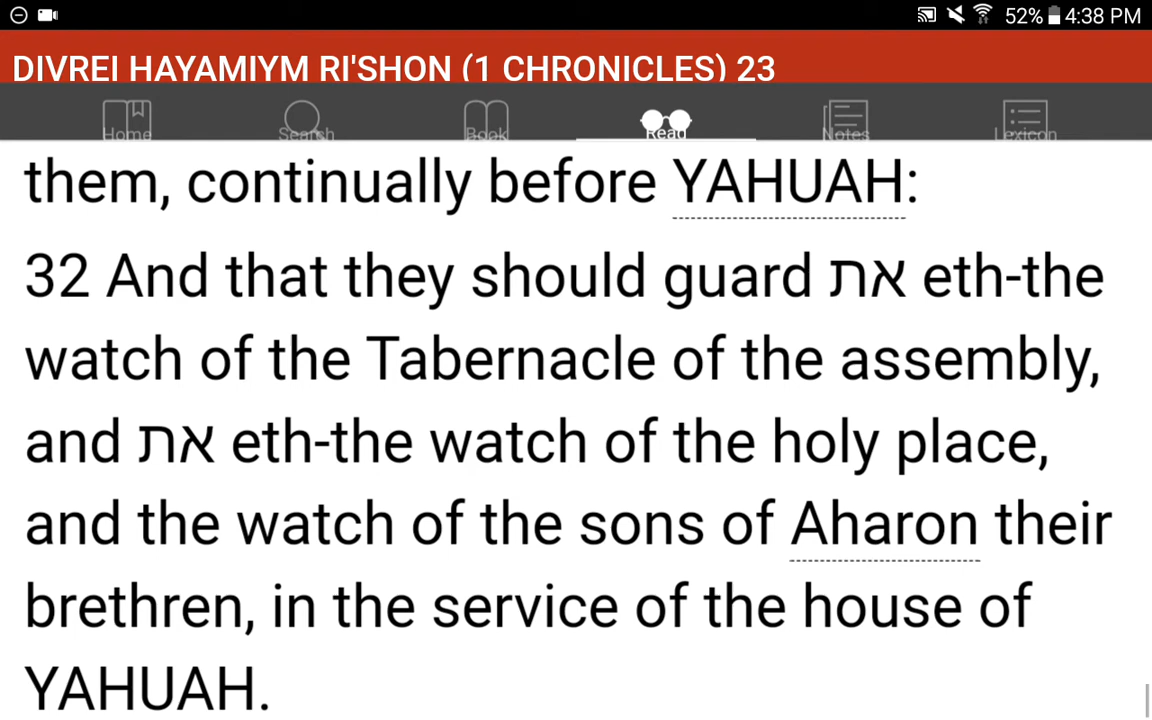 52% 4:38 PM
DIVREI HAYAMIYM RI'SHON (1 CHRONICLES) 23
Home Search Book Read Notes Lexicon
them, continually before YAHUAH:
32 And that they should guard את eth-the
watch of the Tabernacle of the assembly,
and את eth-the watch of the holy place,
and the watch of the sons of Aharon their
brethren, in the service of the house of
YAHUAH.